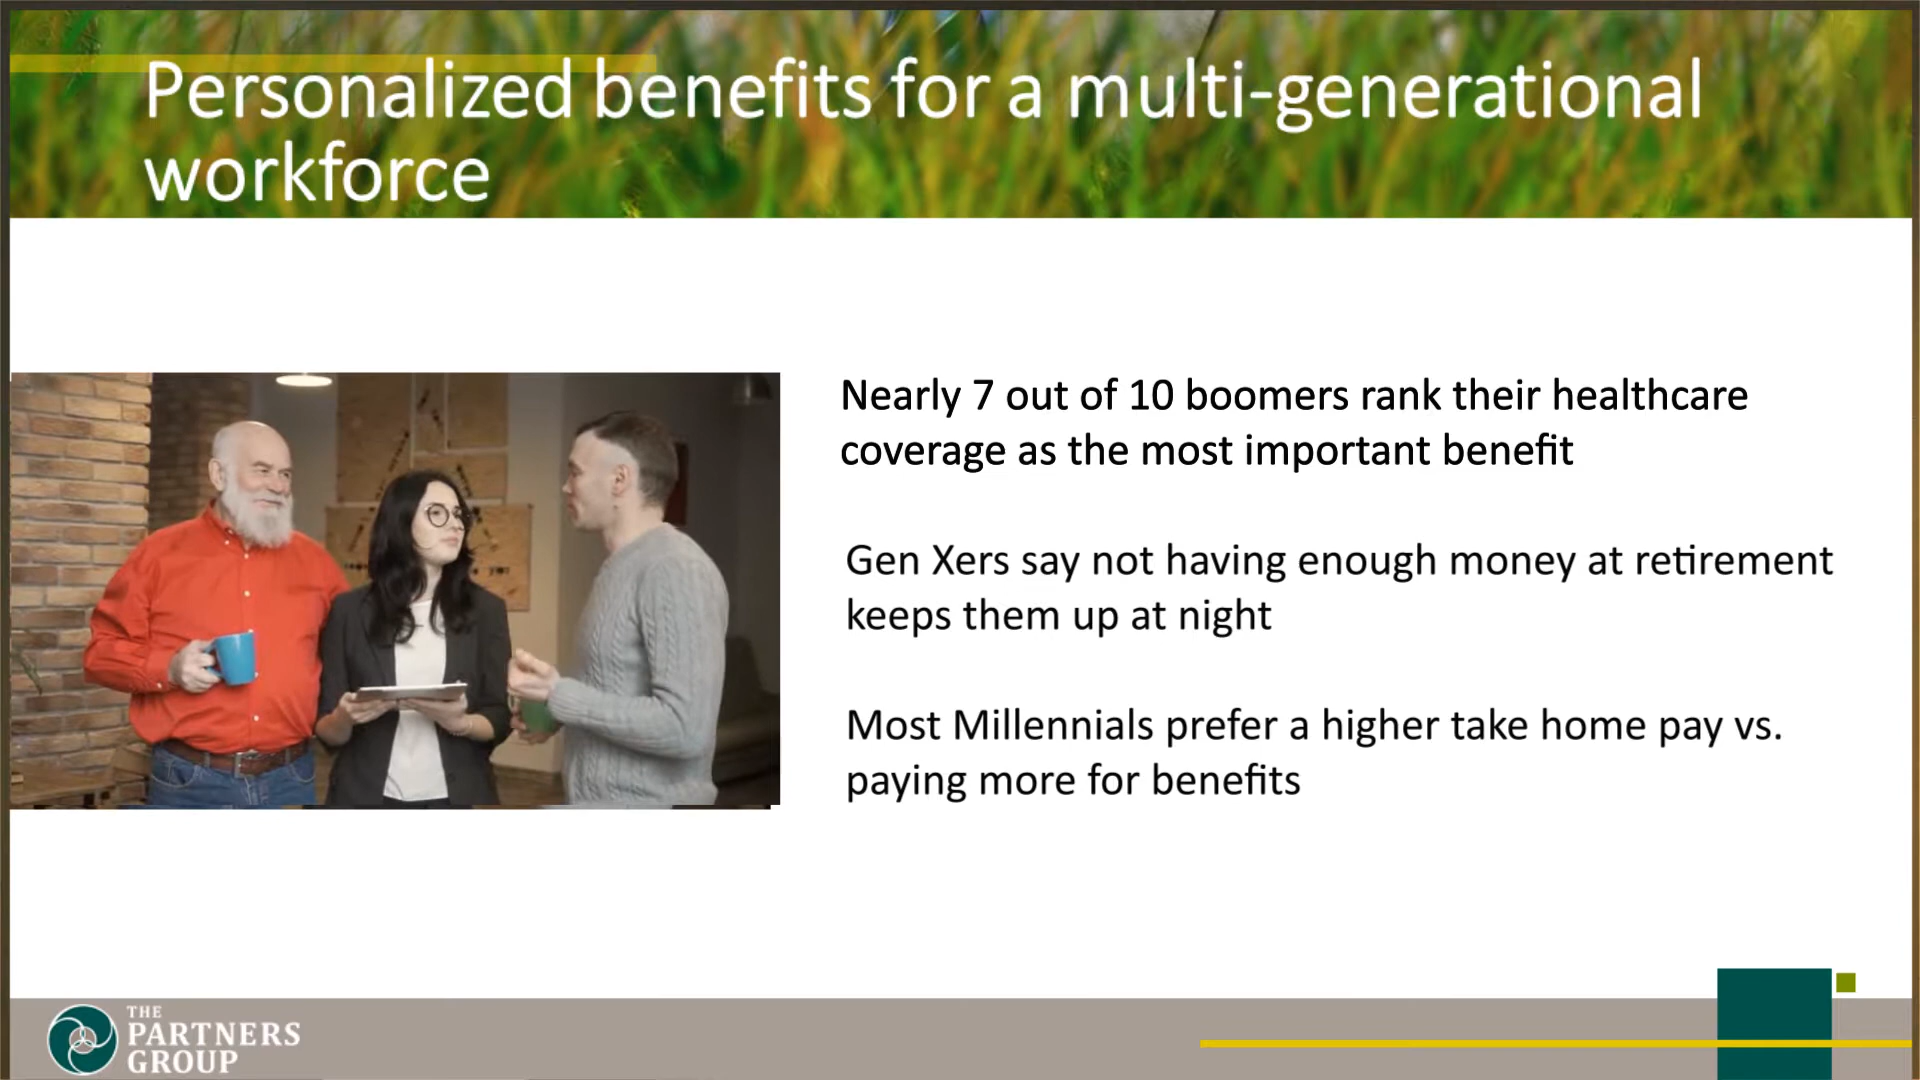 Personalized benefits for a multi-generational
workforce
Nearly 7 out of 10 boomers rank their healthcare
coverage as the most important benefit
Gen Xers say not having enough money at retirement
keeps them up at night
Most Millennials prefer a higher take home pay vs.
paying more for benefits
THE
PARTNERS
GROUP